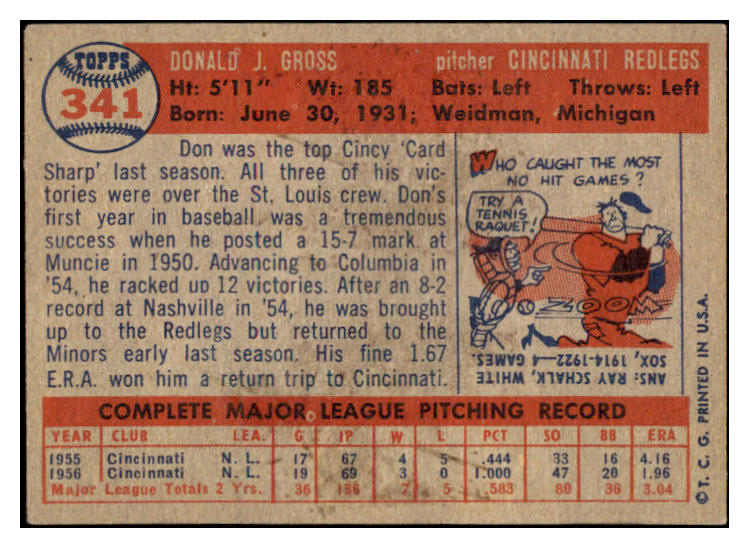 TOPPS
341
DONALD J. GROSS pitcher CINCINNATI REDLEGS
Ht: 5'11" Wt: 185 Bats: Left Throws: Left
Born: June 30, 1931; Weidman, Michigan
Don was the top Cincy 'Card
Sharp' last season. All three of his vic-
tories were over the St. Louis crew. Don's
first year in baseball was a tremendous
success when he posted a 15-7 mark at
Muncie in 1950. Advancing to Columbia in
'54, he racked up 12 victories. After an 8-2
record at Nashville in '54, he was brought
up to the Redlegs but returned to the
Minors early last season. His fine 1.67
E.R.A. won him a return trip to Cincinnati.
WHO CAUGHT THE MOST
NO HIT GAMES?
TRY A
TENNIS
RAQUET!
ZOOM
ANS: RAY SCHALK, WHITE
SOX, 1914-1922—4 GAMES.
COMPLETE MAJOR LEAGUE PITCHING RECORD
YEAR CLUB LEA. G IP W L PCT SO BB ERA
1955 Cincinnati N. L. 17 67 4 5 .444 33 16 4.16
1956 Cincinnati N. L. 19 69 3 0 1.000 47 20 1.96
Major League Totals 2 Yrs. 36 136 7 5 .583 80 36 3.04
©T. C. G. PRINTED IN U.S.A.